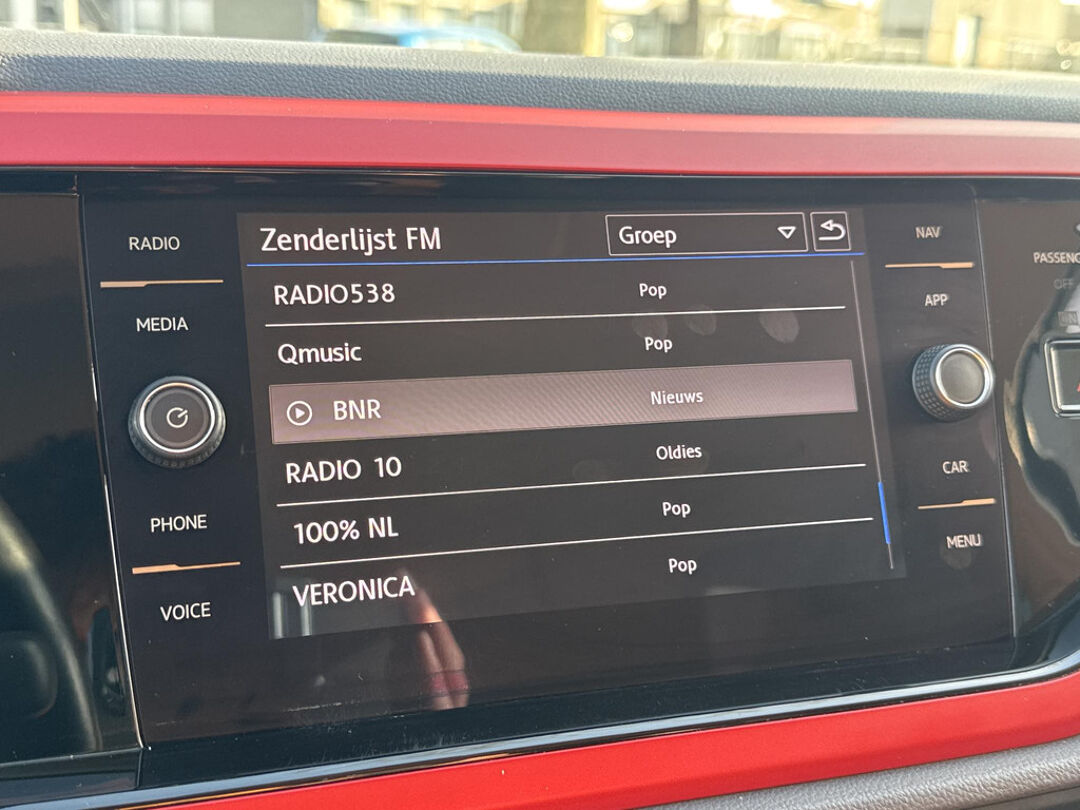 RADIO
MEDIA
PHONE
VOICE
Zenderlijst FM
Groep
RADIO538 Pop
Qmusic Pop
BNR Nieuws
RADIO 10 Oldies
100% NL Pop
VERONICA Pop
NAV
APP
CAR
MENU